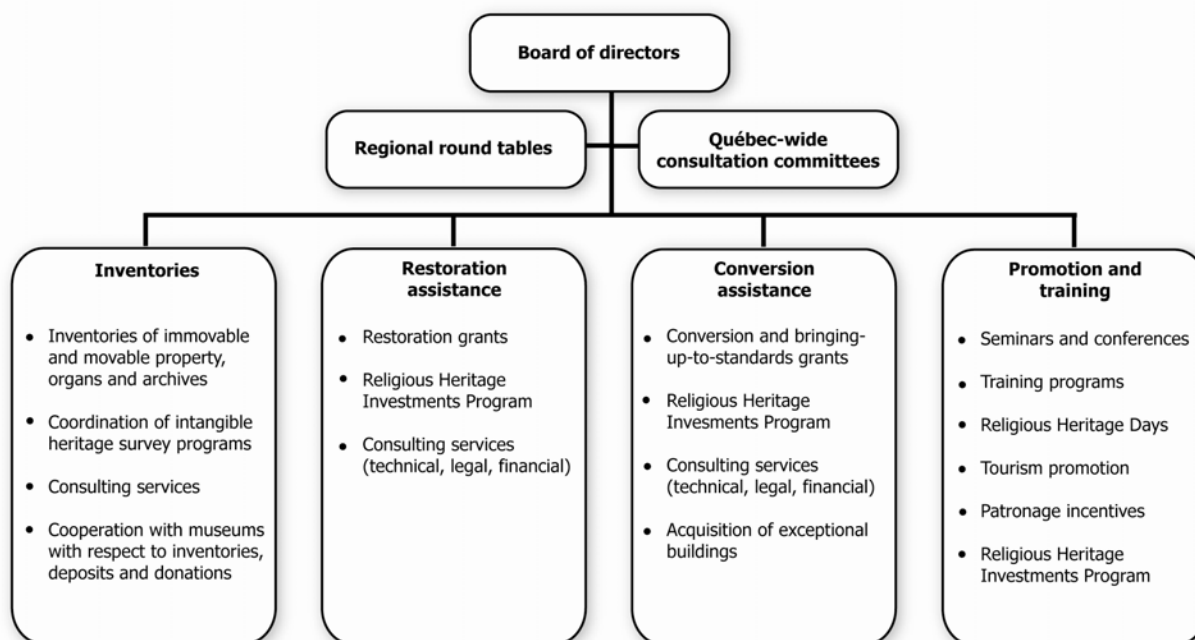 Board of directors
Regional round tables
Québec-wide
consultation committees
Inventories
• Inventories of immovable
and movable property,
organs and archives
• Coordination of intangible
heritage survey programs
• Consulting services
• Cooperation with museums
with respect to inventories,
deposits and donations
Restoration
assistance
• Restoration grants
• Religious Heritage
Investments Program
• Consulting services
(technical, legal, financial)
Conversion
assistance
• Conversion and bringing-
up-to-standards grants
• Religious Heritage
Invesments Program
• Consulting services
(technical, legal, financial)
• Acquisition of exceptional
buildings
Promotion and
training
• Seminars and conferences
• Training programs
• Religious Heritage Days
• Tourism promotion
• Patronage incentives
• Religious Heritage
Investments Program